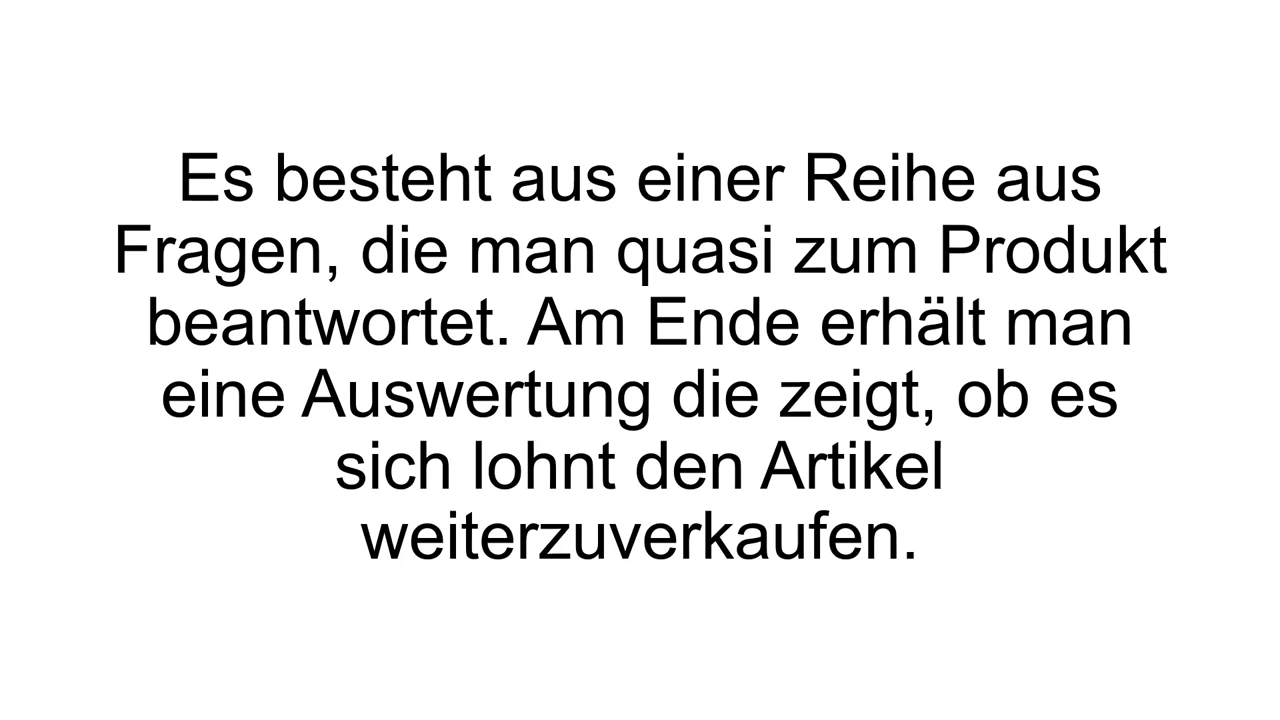 Es besteht aus einer Reihe aus
Fragen, die man quasi zum Produkt
beantwortet. Am Ende erhält man
eine Auswertung die zeigt, ob es
sich lohnt den Artikel
weiterzuverkaufen.